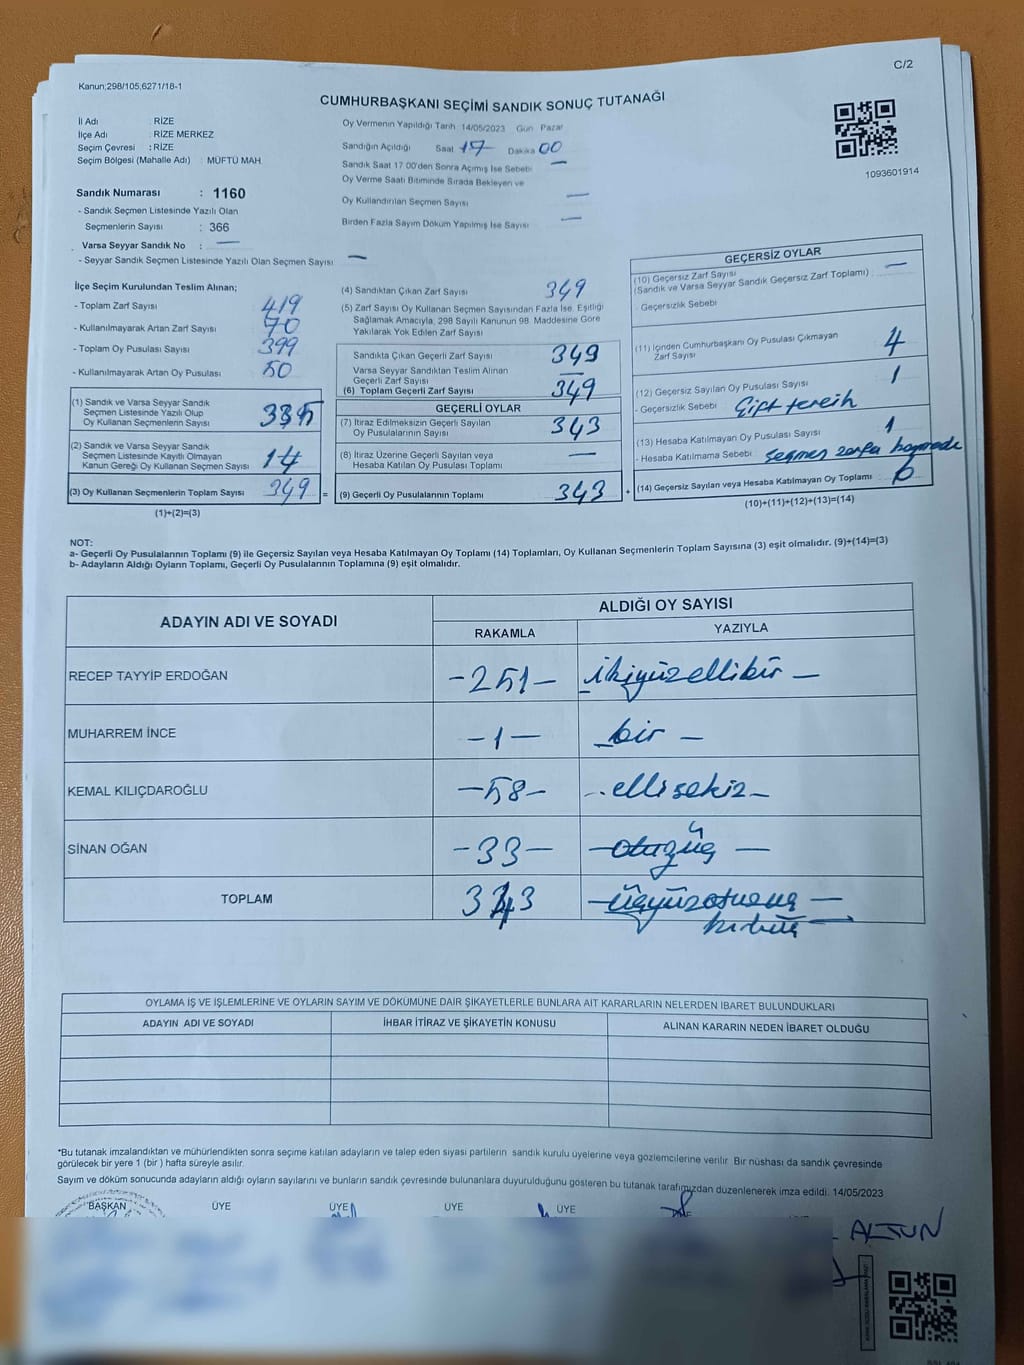 C/2
Kanun;298/105;6271/18-1
CUMHURBAŞKANI SEÇİMİ SANDIK SONUÇ TUTANAĞI
İl Adı : RİZE
İlçe Adı : RİZE MERKEZ
Seçim Çevresi : RİZE
Seçim Bölgesi (Mahalle Adı) : MÜFTÜ MAH.
Sandık Numarası : 1160
- Sandık Seçmen Listesinde Yazılı Olan
Seçmenlerin Sayısı : 366
Varsa Seyyar Sandık No : —
- Seyyar Sandık Seçmen Listesinde Yazılı Olan Seçmen Sayısı : —
Oy Vermenin Yapıldığı Tarih 14/05/2023 Gün Pazar
Sandığın Açıldığı Saat 17 Dakika 00
Sandık Saat 17:00'den Sonra Açımış İse Sebebi —
Oy Verme Saati Bitiminde Sırada Bekleyen ve
Oy Kullandırılan Seçmen Sayısı —
Birden Fazla Sayım Döküm Yapılmış İse Sayısı —
1093601914
İlçe Seçim Kurulundan Teslim Alınan;
- Toplam Zarf Sayısı 419
- Kullanılmayarak Artan Zarf Sayısı 70
- Toplam Oy Pusulası Sayısı 399
- Kullanılmayarak Artan Oy Pusulası 50
(1) Sandık ve Varsa Seyyar Sandık
Seçmen Listesinde Yazılı Olup
Oy Kullanan Seçmenlerin Sayısı 335
(2) Sandık ve Varsa Seyyar Sandık
Seçmen Listesinde Kayıtlı Olmayan
Kanun Gereği Oy Kullanan Seçmen Sayısı 14
(3) Oy Kullanan Seçmenlerin Toplam Sayısı 349 =
(1)+(2)=(3)
(4) Sandıktan Çıkan Zarf Sayısı 349
(5) Zarf Sayısı Oy Kullanan Seçmen Sayısından Fazla İse, Eşitliği
Sağlamak Amacıyla, 298 Sayılı Kanunun 98. Maddesine Göre
Yakılarak Yok Edilen Zarf Sayısı
Sandıkta Çıkan Geçerli Zarf Sayısı 349
Varsa Seyyar Sandıktan Teslim Alınan
Geçerli Zarf Sayısı —
(6) Toplam Geçerli Zarf Sayısı 349
GEÇERLİ OYLAR
(7) İtiraz Edilmeksizin Geçerli Sayılan
Oy Pusulalarının Sayısı 343
(8) İtiraz Üzerine Geçerli Sayılan veya
Hesaba Katılan Oy Pusulası Toplamı —
(9) Geçerli Oy Pusulalarının Toplamı 343 +
GEÇERSİZ OYLAR
(10) Geçersiz Zarf Sayısı
(Sandık ve Varsa Seyyar Sandık Geçersiz Zarf Toplamı) —
- Geçersizlik Sebebi
(11) İçinden Cumhurbaşkanı Oy Pusulası Çıkmayan
Zarf Sayısı 4
(12) Geçersiz Sayılan Oy Pusulası Sayısı 1
- Geçersizlik Sebebi Çift tercih
(13) Hesaba Katılmayan Oy Pusulası Sayısı 1
- Hesaba Katılmama Sebebi seçmen zarfa koymadı
(14) Geçersiz Sayılan veya Hesaba Katılmayan Oy Toplamı 6
(10)+(11)+(12)+(13)=(14)
NOT:
a- Geçerli Oy Pusulalarının Toplamı (9) ile Geçersiz Sayılan veya Hesaba Katılmayan Oy Toplamı (14) Toplamları, Oy Kullanan Seçmenlerin Toplam Sayısına (3) eşit olmalıdır. (9)+(14)=(3)
b- Adayların Aldığı Oyların Toplamı, Geçerli Oy Pusulalarının Toplamına (9) eşit olmalıdır.
ADAYIN ADI VE SOYADI ALDIĞI OY SAYISI
RAKAMLA YAZIYLA
RECEP TAYYİP ERDOĞAN -251- ikiyüzellibir —
MUHARREM İNCE -1- bir —
KEMAL KILIÇDAROĞLU -58- ellisekiz —
SİNAN OĞAN -33- otuzüç —
TOPLAM 343 üçyüz
kırküç
OYLAMA İŞ VE İŞLEMLERİNE VE OYLARIN SAYIM VE DÖKÜMÜNE DAİR ŞİKAYETLERLE BUNLARA AİT KARARLARIN NELERDEN İBARET BULUNDUKLARI
ADAYIN ADI VE SOYADI İHBAR İTİRAZ VE ŞİKAYETİN KONUSU ALINAN KARARIN NEDEN İBARET OLDUĞU
*Bu tutanak imzalandıktan ve mühürlendikten sonra seçime katılan adayların ve talep eden siyasi partilerin sandık kurulu üyelerine veya gözlemcilerine verilir. Bir nüshası da sandık çevresinde
görülecek bir yere 1 (bir ) hafta süreyle asılır.
Sayım ve döküm sonucunda adayların aldığı oyların sayılarını ve bunların sandık çevresinde bulunanlara duyurulduğunu gösteren bu tutanak tarafımızdan düzenlenerek imza edildi. 14/05/2023
BAŞKAN ÜYE ÜYE ÜYE ÜYE
ALTUN